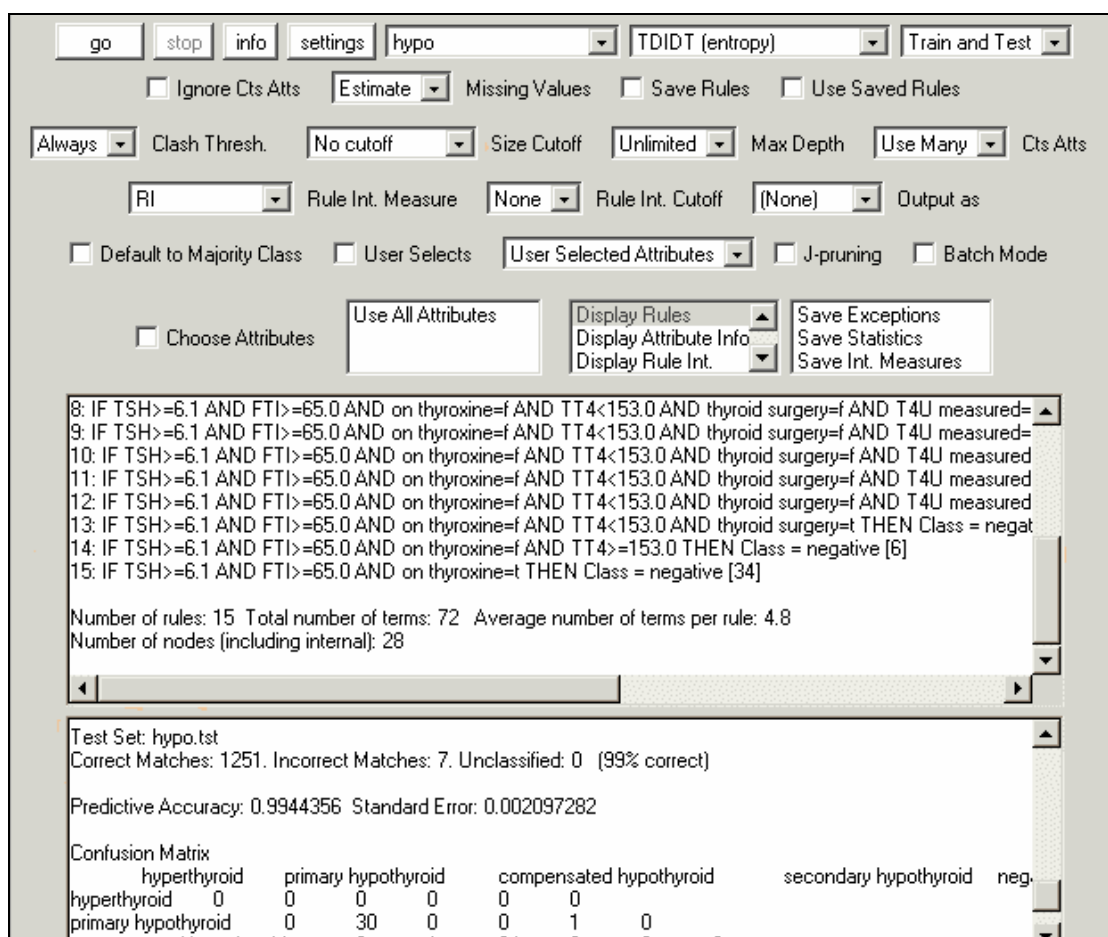 go stop info settings hypo TDIDT (entropy) Train and Test
Ignore Cts Atts Estimate Missing Values Save Rules Use Saved Rules
Always Clash Thresh. No cutoff Size Cutoff Unlimited Max Depth Use Many Cts Atts
RI Rule Int. Measure None Rule Int. Cutoff (None) Output as
Default to Majority Class User Selects User Selected Attributes J-pruning Batch Mode
Choose Attributes
Use All Attributes
Display Rules
Display Attribute Info
Display Rule Int.
Save Exceptions
Save Statistics
Save Int. Measures
8: IF TSH>=6.1 AND FTI>=65.0 AND on thyroxine=f AND TT4<153.0 AND thyroid surgery=f AND T4U measured=
9: IF TSH>=6.1 AND FTI>=65.0 AND on thyroxine=f AND TT4<153.0 AND thyroid surgery=f AND T4U measured=
10: IF TSH>=6.1 AND FTI>=65.0 AND on thyroxine=f AND TT4<153.0 AND thyroid surgery=f AND T4U measured
11: IF TSH>=6.1 AND FTI>=65.0 AND on thyroxine=f AND TT4<153.0 AND thyroid surgery=f AND T4U measured
12: IF TSH>=6.1 AND FTI>=65.0 AND on thyroxine=f AND TT4<153.0 AND thyroid surgery=f AND T4U measured
13: IF TSH>=6.1 AND FTI>=65.0 AND on thyroxine=f AND TT4<153.0 AND thyroid surgery=t THEN Class = negat
14: IF TSH>=6.1 AND FTI>=65.0 AND on thyroxine=f AND TT4>=153.0 THEN Class = negative [6]
15: IF TSH>=6.1 AND FTI>=65.0 AND on thyroxine=t THEN Class = negative [34]
Number of rules: 15 Total number of terms: 72 Average number of terms per rule: 4.8
Number of nodes (including internal): 28
Test Set: hypo.tst
Correct Matches: 1251. Incorrect Matches: 7. Unclassified: 0 (99% correct)
Predictive Accuracy: 0.9944356 Standard Error: 0.002097282
Confusion Matrix
hyperthyroid primary hypothyroid compensated hypothyroid secondary hypothyroid neg
hyperthyroid 0 0 0 0 0 0
primary hypothyroid 0 30 0 0 1 0